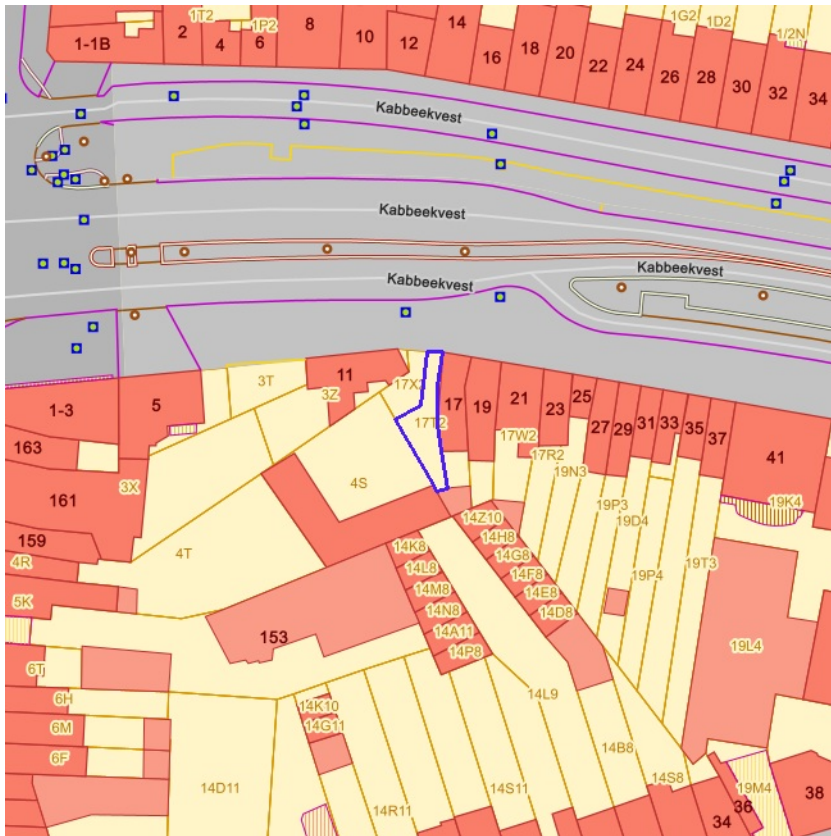 1T2 1P2 1G2 1D2 1/2N
1-1B 2 4 6 8 10 12 14 16 18 20 22 24 26 28 30 32 34
Kabbeekvest
Kabbeekvest
Kabbeekvest
Kabbeekvest
Kabbeekvest
3T 11 17X
3Z
1-3 5 17T2 17 19 21 23 25 27 29 31 33 35 37 41
17W2
163 17R2
19N3
161 3X 4S 19P3 19K4
19D4
14Z10
159 4T 14K8 14H8
4R 14L8 14G8 19T3
5K 14M8 14F8 19P4
14N8 14E8
153 14A11 14D8
14P8 19L4
6Tj
6H 14L9
14K10
6M 14G11
6F 14B8
14D11 14S11 14S8 19M4 38
14R11 36
34